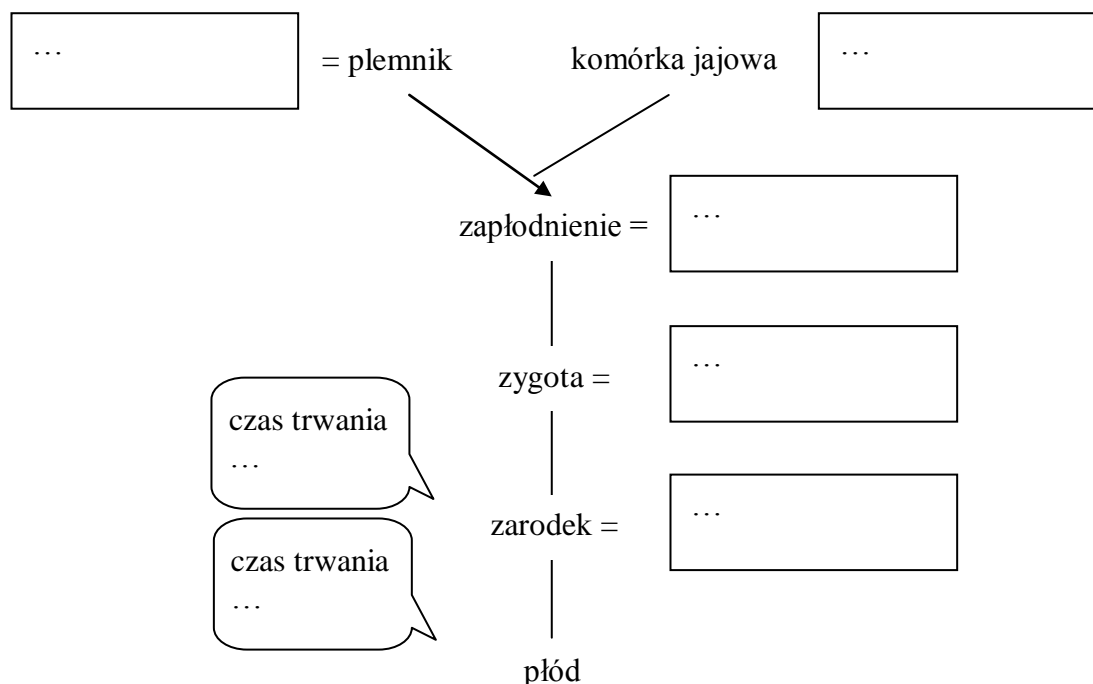 …
= plemnik
komórka jajowa
…
zapłodnienie =
…
zygota =
…
czas trwania
…
zarodek =
…
czas trwania
…
płód